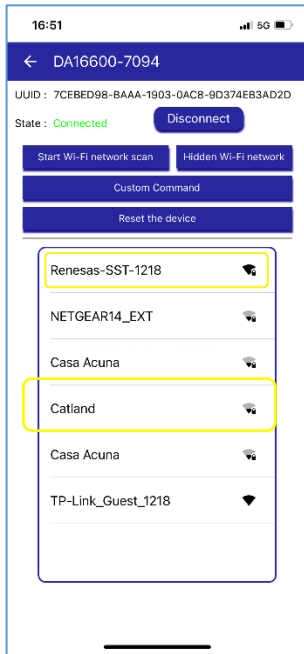 16:51 5G
DA16600-7094
UUID : 7CEBED98-BAAA-1903-0AC8-9D374EB3AD2D
State : Connected Disconnect
Start Wi-Fi network scan Hidden Wi-Fi network
Custom Command
Reset the device
Renesas-SST-1218
NETGEAR14_EXT
Casa Acuna
Catland
Casa Acuna
TP-Link_Guest_1218